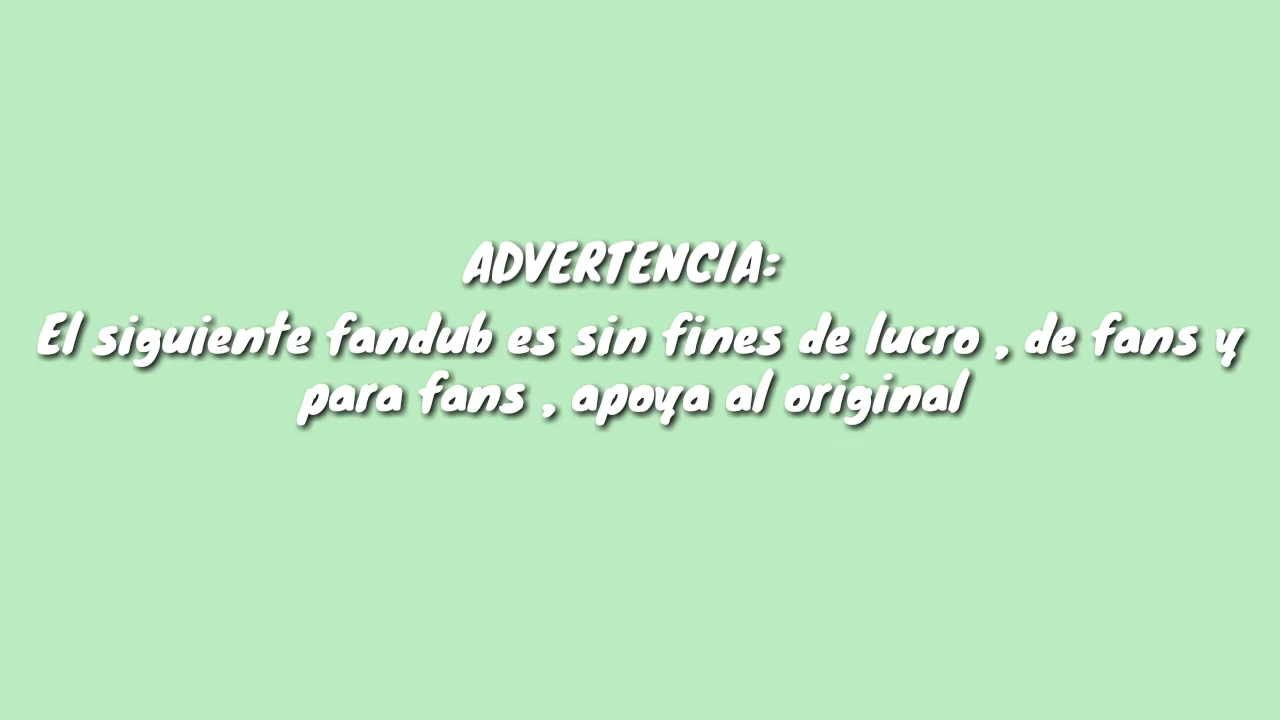 ADVERTENCIA:
El siguiente fandub es sin fines de lucro , de fans y
para fans , apoya al original